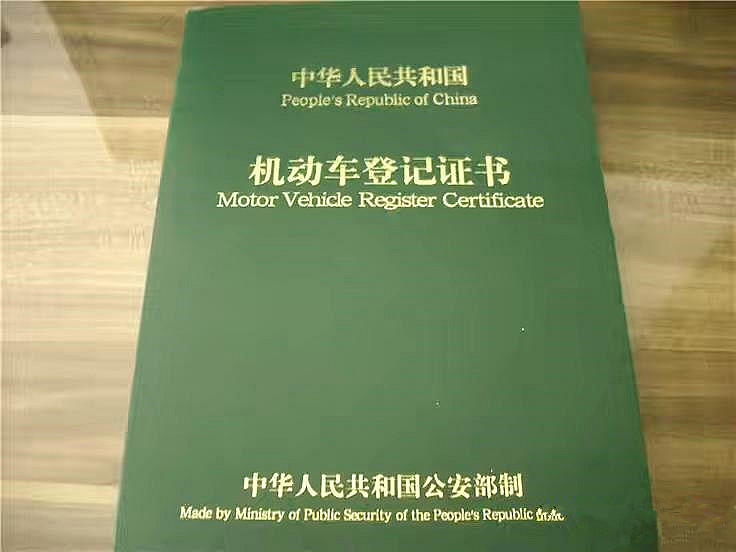 中华人民共和国
People's Republic of China
机动车登记证书
Motor Vehicle Register Certificate
中华人民共和国公安部制
Made by Ministry of Public Security of the People's Republic